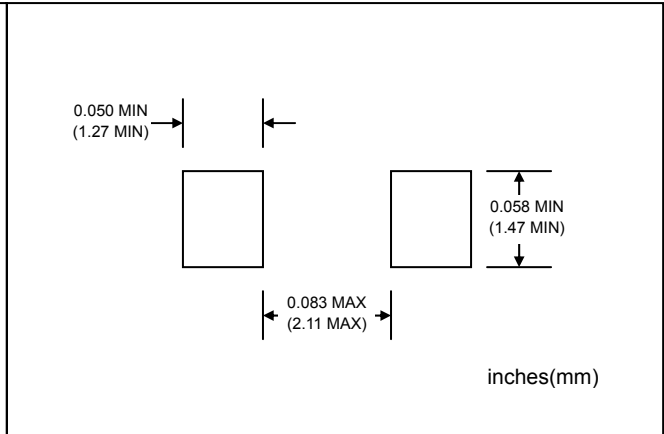 0.050 MIN
(1.27 MIN)
0.058 MIN
(1.47 MIN)
0.083 MAX
(2.11 MAX)
inches(mm)